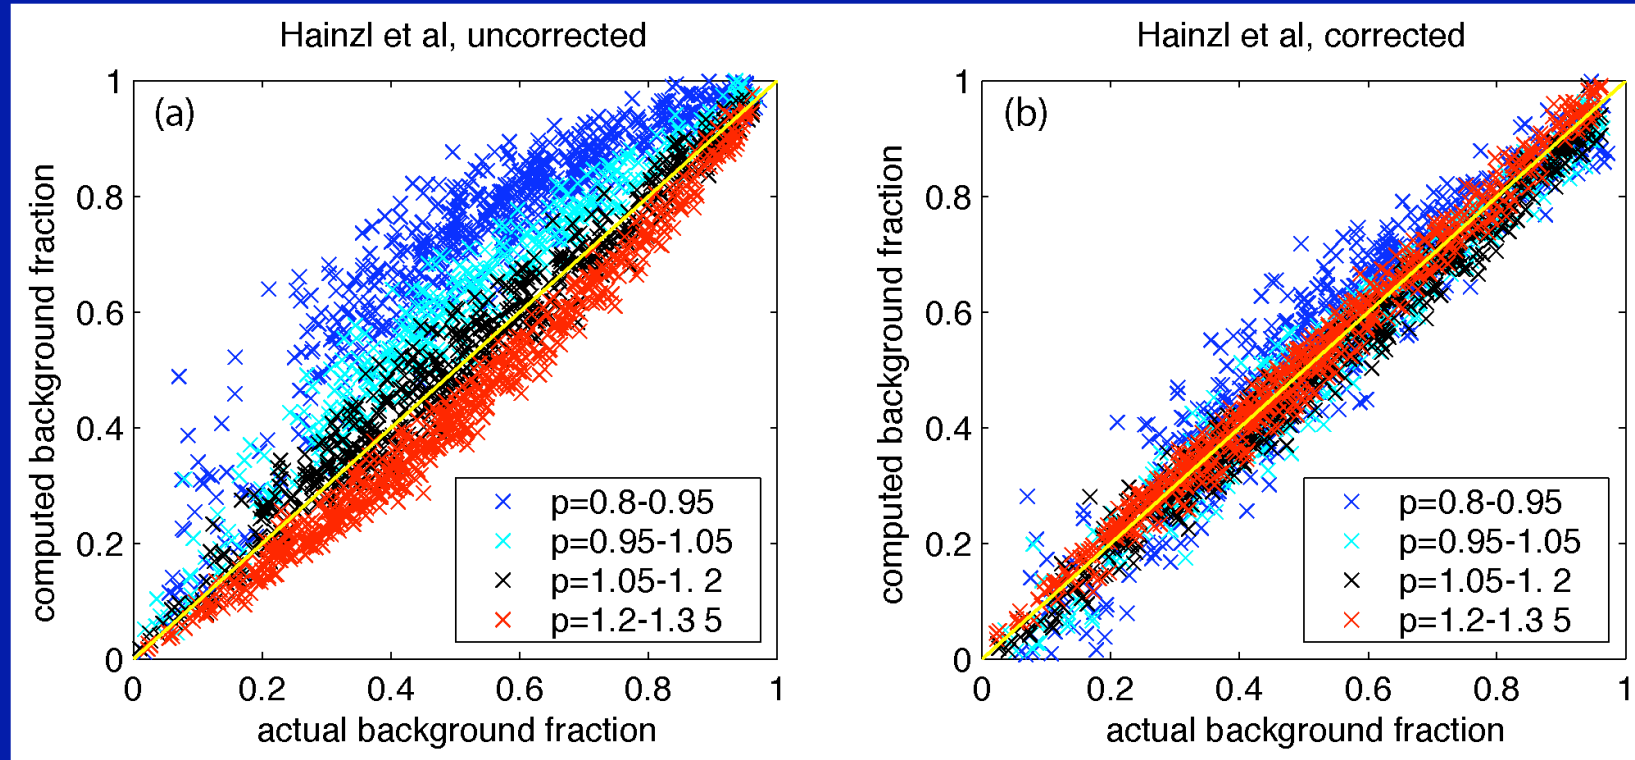 Hainzl et al, uncorrected
(a)
computed background fraction
1
0.8
0.6
0.4
0.2
0
0
0.2
0.4
0.6
0.8
1
actual background fraction
p=0.8-0.95
p=0.95-1.05
p=1.05-1. 2
p=1.2-1.3 5
Hainzl et al, corrected
(b)
computed background fraction
1
0.8
0.6
0.4
0.2
0
0
0.2
0.4
0.6
0.8
1
actual background fraction
p=0.8-0.95
p=0.95-1.05
p=1.05-1. 2
p=1.2-1.3 5